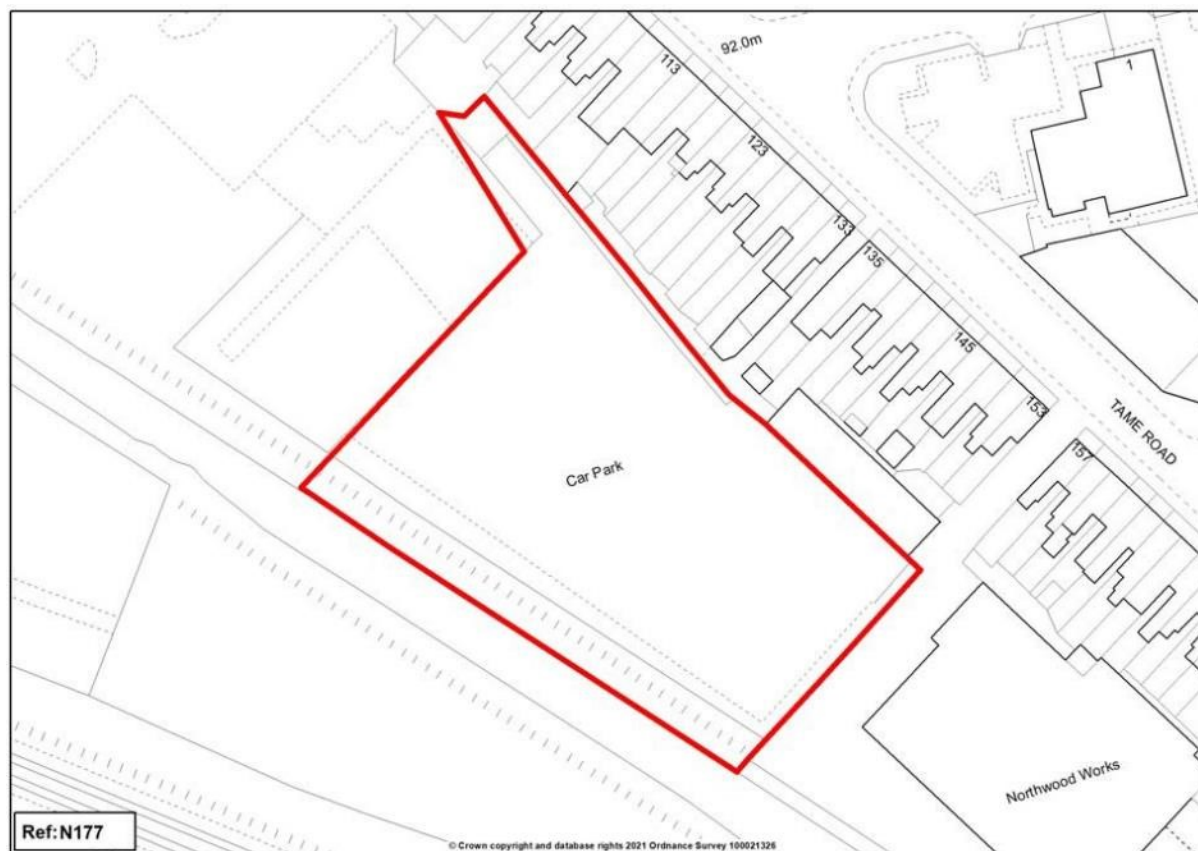 92.0m
1
113
123
133
135
145
153
TAME ROAD
157
Car Park
Northwood Works
Ref:N177
© Crown copyright and database rights 2021 Ordnance Survey 100021326